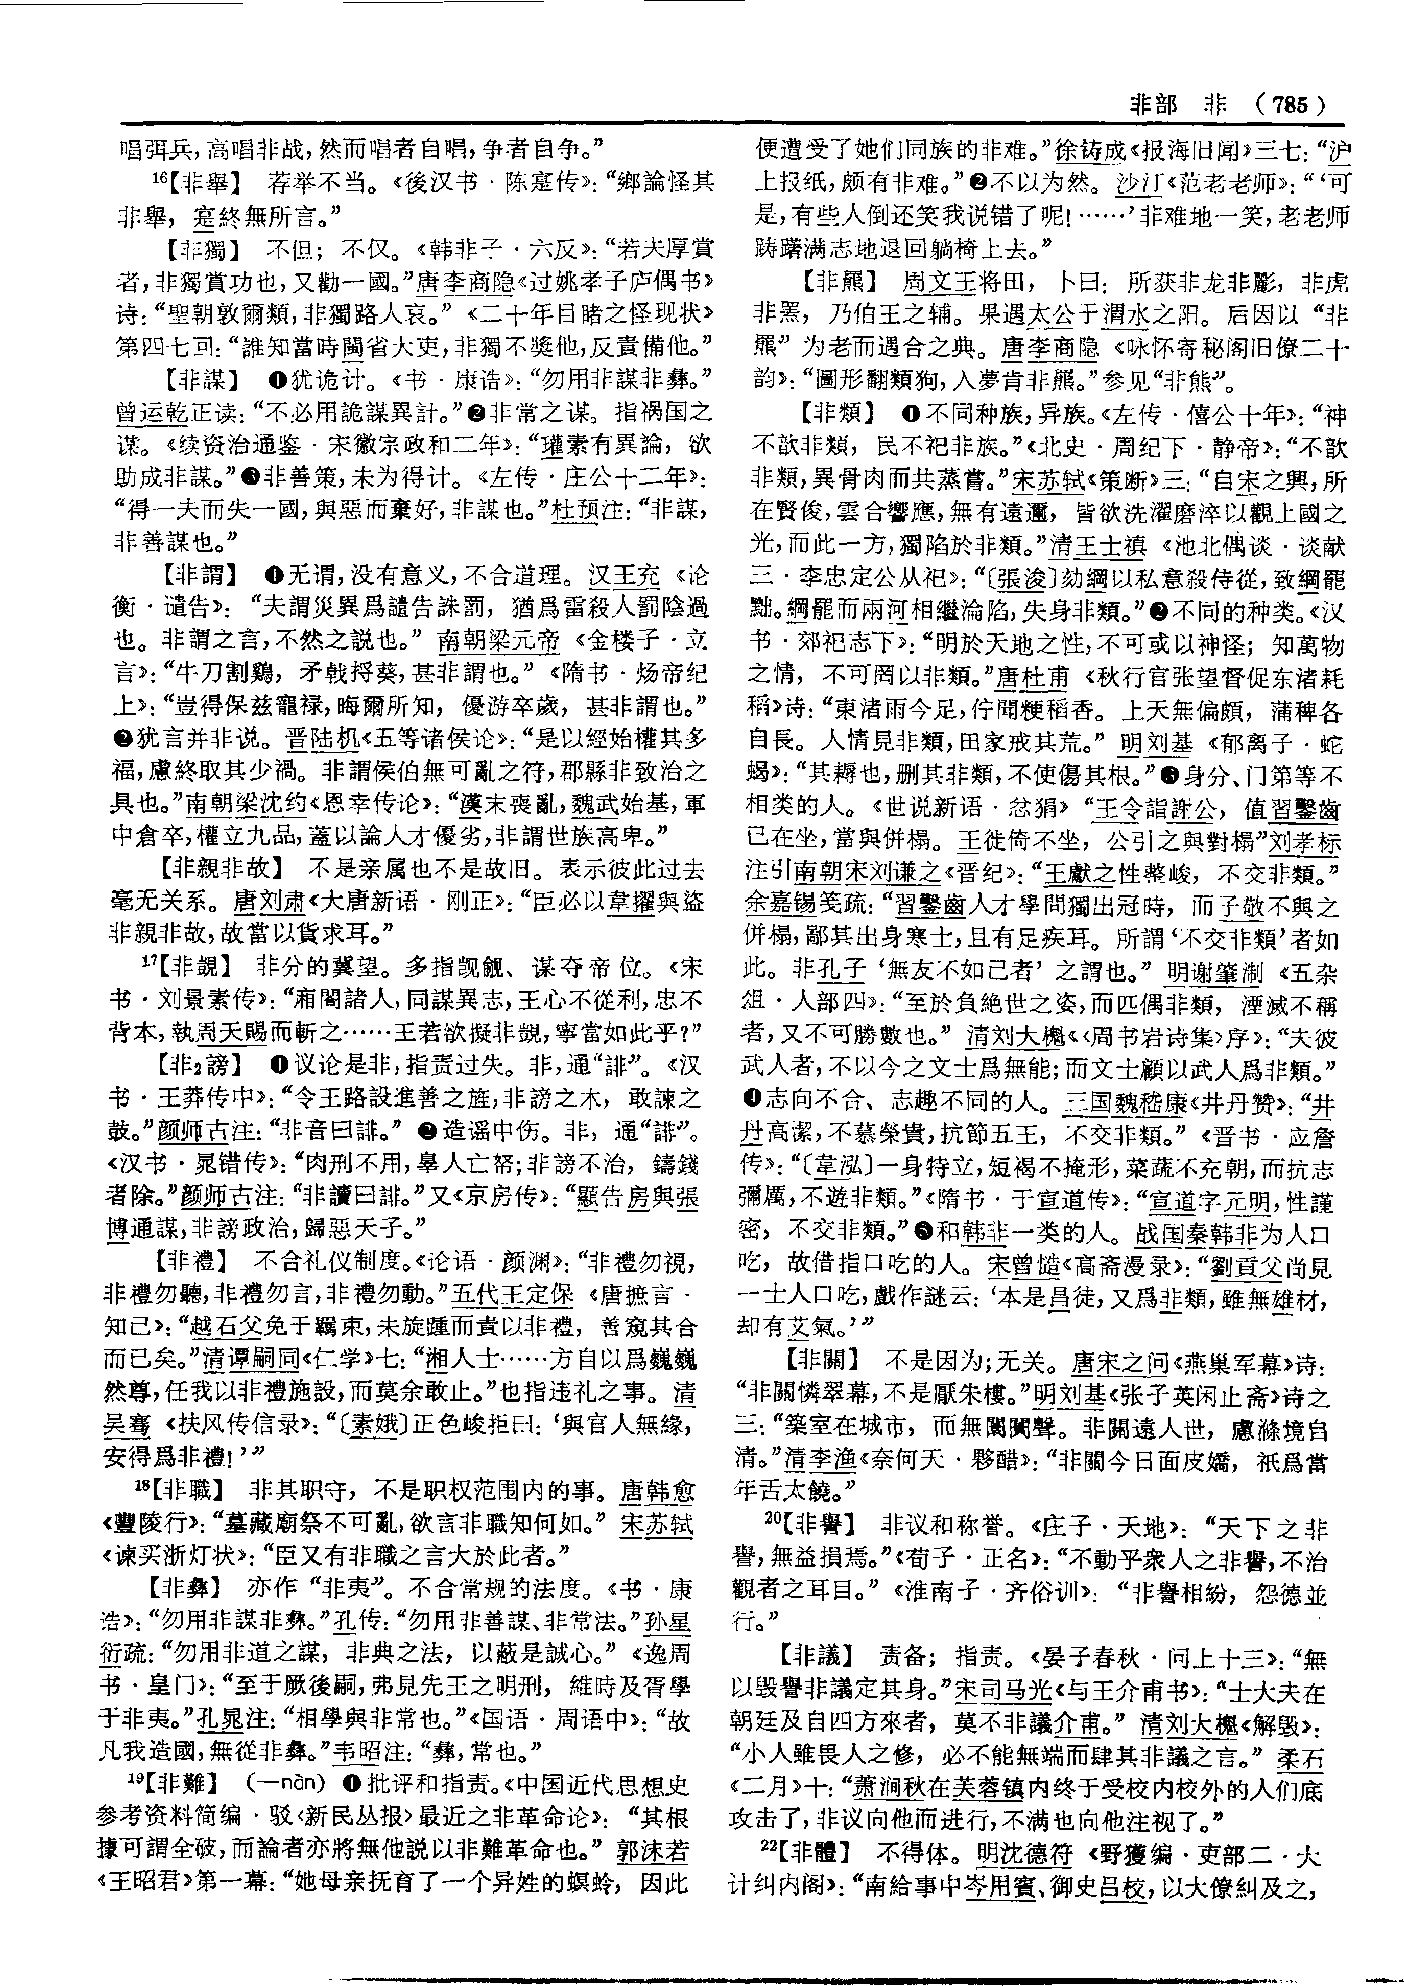 非部　非　（785）
唱弭兵，高唱非战，然而唱者自唱，争者自争。”
16【非舉】　荐举不当。《後汉书·陈寔传》：“鄉論怪其
非舉，寔終無所言。”
【非獨】　不但；不仅。《韩非子·六反》：“若夫厚賞
者，非獨賞功也，又勸一國。”唐李商隐《过姚孝子庐偶书》
诗：“聖朝敦爾類，非獨路人哀。”《二十年目睹之怪现状》
第四七回：“誰知當時閩省大吏，非獨不獎他，反責備他。”
【非謀】　❶犹诡计。《书·康诰》：“勿用非謀非彝。”
曾运乾正读：“不必用詭謀異計。”❷非常之谋。指祸国之
谋。《续资治通鉴·宋徽宗政和二年》：“瓘素有異論，欲
助成非謀。”❸非善策，未为得计。《左传·庄公十二年》：
“得一夫而失一國，與惡而棄好，非謀也。”杜预注：“非謀，
非善謀也。”
【非謂】　❶无谓，没有意义，不合道理。汉王充《论
衡·谴告》：“夫謂災異爲譴告誅罰，猶爲雷殺人罰陰過
也。非謂之言，不然之説也。”南朝梁元帝《金楼子·立
言》：“牛刀割鷄，矛戟採葵，甚非謂也。”《隋书·炀帝纪
上》：“豈得保兹寵禄，晦爾所知，優游卒歲，甚非謂也。”
❷犹言并非说。晋陆机《五等诸侯论》：“是以經始權其多
福，慮終取其少禍。非謂侯伯無可亂之符，郡縣非致治之
具也。”南朝梁沈约《恩幸传论》：“漢末喪亂，魏武始基，軍
中倉卒，權立九品，蓋以論人才優劣，非謂世族高卑。”
【非親非故】　不是亲属也不是故旧。表示彼此过去
毫无关系。唐刘肃《大唐新语·刚正》：“臣必以韋擢與盜
非親非故，故當以貨求耳。”
17【非覬】　非分的冀望。多指觊觎、谋夺帝位。《宋
书·刘景素传》：“廂閤諸人，同謀異志，王心不從利，忠不
背本，執周天賜而斬之……王若欲擬非覬，寧當如此乎？”
【非2謗】　❶议论是非，指责过失。非，通“誹”。《汉
书·王莽传中》：“令王路設進善之旌，非謗之木，敢諫之
鼓。”颜师古注：“非音曰誹。”❷造谣中伤。非，通“誹”。
《汉书·晁错传》：“肉刑不用，辠人亡帑；非謗不治，鑄錢
者除。”颜师古注：“非讀曰誹。”又《京房传》：“顯告房與張
博通謀，非謗政治，歸惡天子。”
【非禮】　不合礼仪制度。《论语·颜渊》：“非禮勿視，
非禮勿聽，非禮勿言，非禮勿動。”五代王定保《唐摭言·
知己》：“越石父免于羈束，未旋踵而責以非禮，善窺其合
而已矣。”清谭嗣同《仁学》七：“湘人士……方自以爲巍巍
然尊，任我以非禮施設，而莫余敢止。”也指违礼之事。清
吴骞《扶风传信录》：“〔素娥〕正色峻拒曰：‘與官人無緣，
安得爲非禮！’”
18【非職】　非其职守，不是职权范围内的事。唐韩愈
《豐陵行》：“墓藏廟祭不可亂，欲言非職知何如。”宋苏轼
《谏买浙灯状》：“臣又有非職之言大於此者。”
【非彝】　亦作“非夷”。不合常规的法度。《书·康
诰》：“勿用非謀非彝。”孔传：“勿用非善謀、非常法。”孙星
衍疏：“勿用非道之謀，非典之法，以蔽是誠心。”《逸周
书·皇门》：“至于厥後嗣，弗見先王之明刑，維時及胥學
于非夷。”孔晁注：“相學與非常也。”《国语·周语中》：“故
凡我造國，無從非彝。”韦昭注：“彝，常也。”
19【非難】　（—nàn）❶批评和指责。《中国近代思想史
参考资料简编·驳〈新民丛报〉最近之非革命论》：“其根
據可謂全破，而論者亦將無他説以非難革命也。”郭沫若
《王昭君》第一幕：“她母亲抚育了一个异姓的螟蛉，因此
便遭受了她们同族的非难。”徐铸成《报海旧闻》三七：“沪
上报纸，颇有非难。”❷不以为然。沙汀《范老老师》：“‘可
是，有些人倒还笑我说错了呢！……’非难地一笑，老老师
踌躇满志地退回躺椅上去。”
【非羆】　周文王将田，卜曰：所获非龙非彲，非虎
非罴，乃伯王之辅。果遇太公于渭水之阳。后因以“非
羆”为老而遇合之典。唐李商隐《咏怀寄秘阁旧僚二十
韵》：“圖形翻類狗，入夢肯非羆。”参见“非熊”。
【非類】　❶不同种族，异族。《左传·僖公十年》：“神
不歆非類，民不祀非族。”《北史·周纪下·静帝》：“不歆
非類，異骨肉而共蒸嘗。”宋苏轼《策断》三：“自宋之興，所
在賢俊，雲合響應，無有遠邇，皆欲洗濯磨淬以觀上國之
光，而此一方，獨陷於非類。”清王士禛《池北偶谈·谈献
三·李忠定公从祀》：“〔張浚〕劾綱以私意殺侍從，致綱罷
黜。綱罷而兩河相繼淪陷，失身非類。”❷不同的种类。《汉
书·郊祀志下》：“明於天地之性，不可或以神怪；知萬物
之情，不可罔以非類。”唐杜甫《秋行官张望督促东渚耗
稻》诗：“東渚雨今足，佇聞粳稻香。上天無偏頗，蒲稗各
自長。人情見非類，田家戒其荒。”明刘基《郁离子·蛇
蝎》：“其耨也，删其非類，不使傷其根。”❸身分、门第等不
相类的人。《世说新语·忿狷》“王令詣謝公，值習鑿齒
已在坐，當與併榻。王徙倚不坐，公引之與對榻”刘孝标
注引南朝宋刘谦之《晋纪》：“王獻之性整峻，不交非類。”
余嘉锡笺疏：“習鑿齒人才學問獨出冠時，而子敬不與之
併榻，鄙其出身寒士，且有足疾耳。所謂‘不交非類’者如
此。非孔子‘無友不如己者’之謂也。”明谢肇淛《五杂
俎·人部四》：“至於負絶世之姿，而匹偶非類，湮滅不稱
者，又不可勝數也。”清刘大櫆《〈周书岩诗集〉序》：“夫彼
武人者，不以今之文士爲無能；而文士顧以武人爲非類。”
❹志向不合、志趣不同的人。三国魏嵇康《井丹赞》：“井
丹高潔，不慕榮貴，抗節五王，不交非類。”《晋书·应詹
传》：“〔韋泓〕一身特立，短褐不掩形，菜蔬不充朝，而抗志
彌厲，不遊非類。”《隋书·于宣道传》：“宣道字元明，性謹
密，不交非類。”❺和韩非一类的人。战国秦韩非为人口
吃，故借指口吃的人。宋曾慥《高斋漫录》：“劉貢父尚見
一士人口吃，戲作謎云：‘本是昌徒，又爲非類，雖無雄材，
却有艾氣。’”
【非關】　不是因为；无关。唐宋之问《燕巢军幕》诗：
“非關憐翠幕，不是厭朱樓。”明刘基《张子英闲止斋》诗之
三：“築室在城市，而無闤闠聲。非關遠人世，慮滌境自
清。”清李渔《奈何天·夥醋》：“非關今日面皮嬌，祇爲當
年舌太饒。”
20【非譽】　非议和称誉。《庄子·天地》：“天下之非
譽，無益損焉。”《荀子·正名》：“不動乎衆人之非譽，不治
觀者之耳目。”《淮南子·齐俗训》：“非譽相紛，怨德並
行。”
【非議】　责备；指责。《晏子春秋·问上十三》：“無
以毁譽非議定其身。”宋司马光《与王介甫书》：“士大夫在
朝廷及自四方來者，莫不非議介甫。”清刘大櫆《解毁》：
“小人雖畏人之修，必不能無端而肆其非議之言。”柔石
《二月》十：“萧涧秋在芙蓉镇内终于受校内校外的人们底
攻击了，非议向他而进行，不满也向他注视了。”
22【非體】　不得体。明沈德符《野獲编·吏部二·大
计纠内阁》：“南給事中岑用賓、御史吕校，以大僚糾及之，